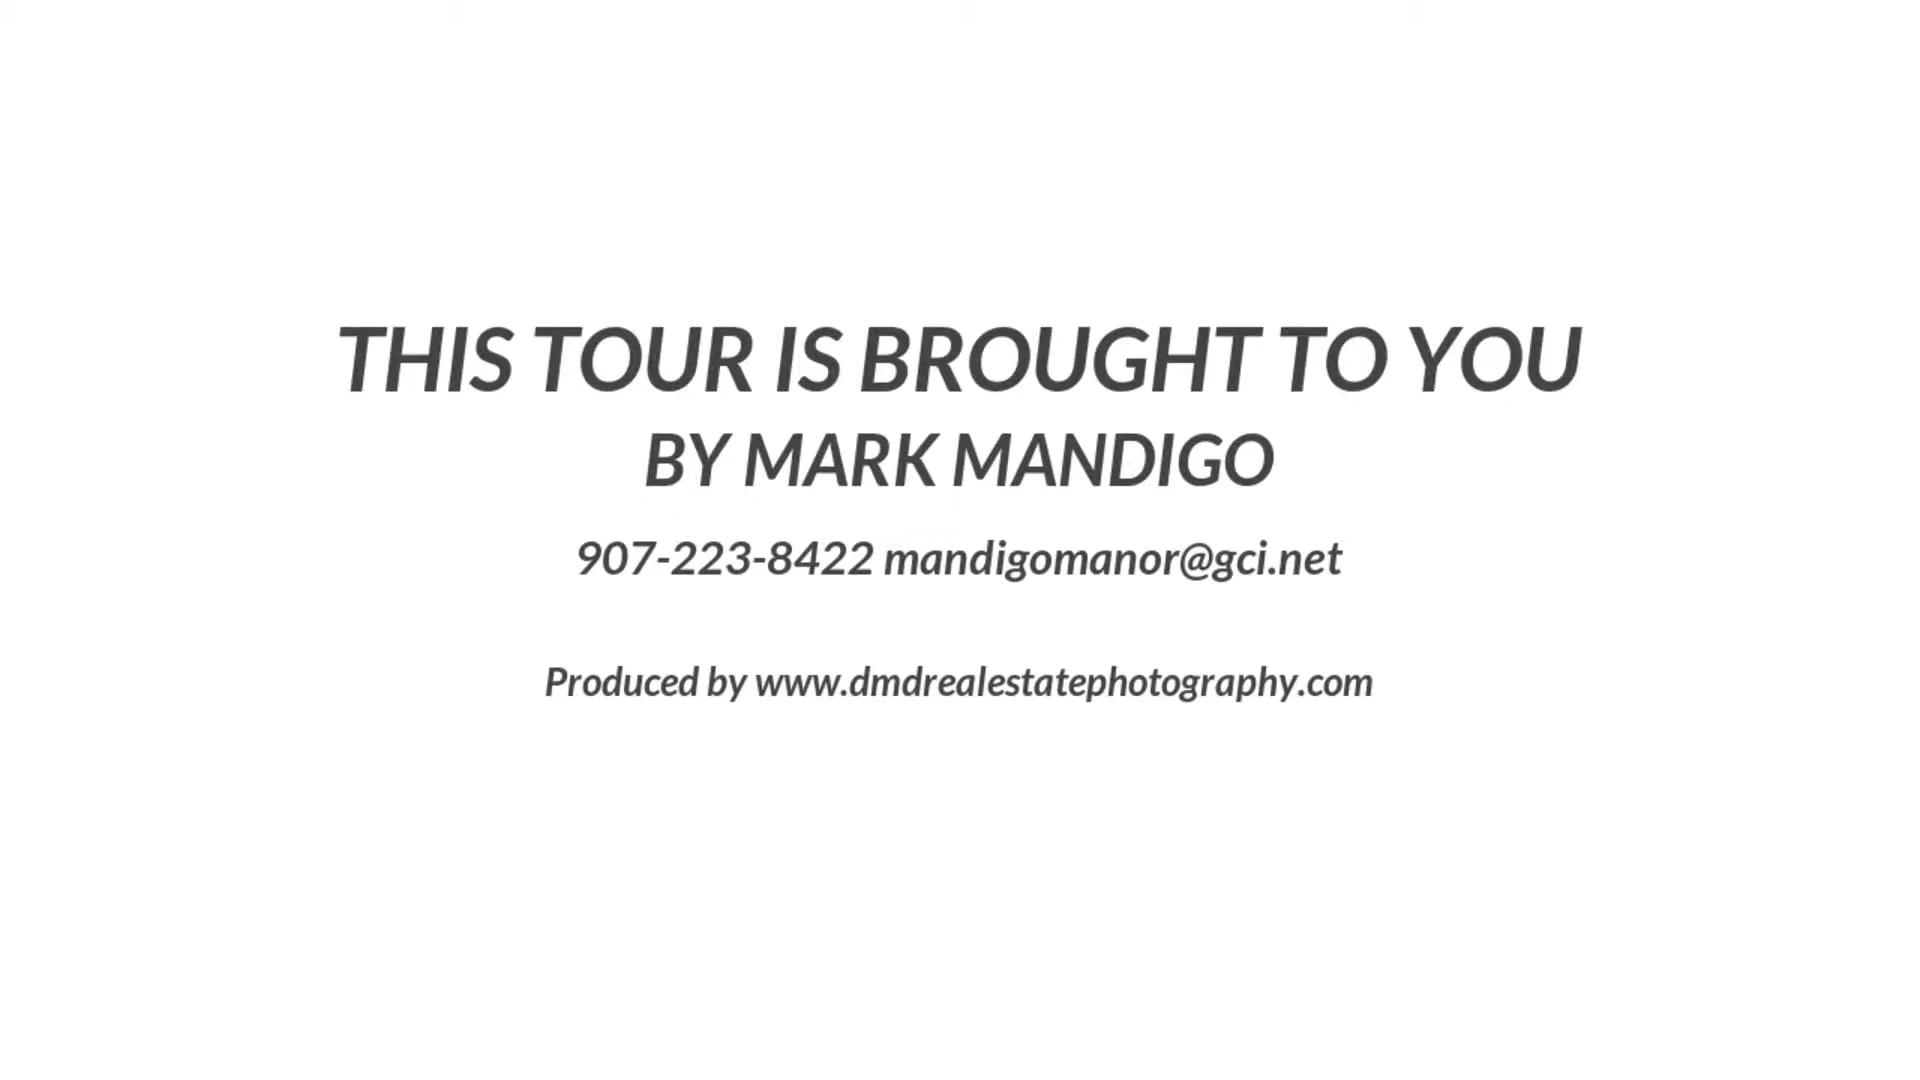 THIS TOUR IS BROUGHT TO YOU
BY MARK MANDIGO
907-223-8422 mandigomanor@gci.net
Produced by www.dmdrealestatephotography.com